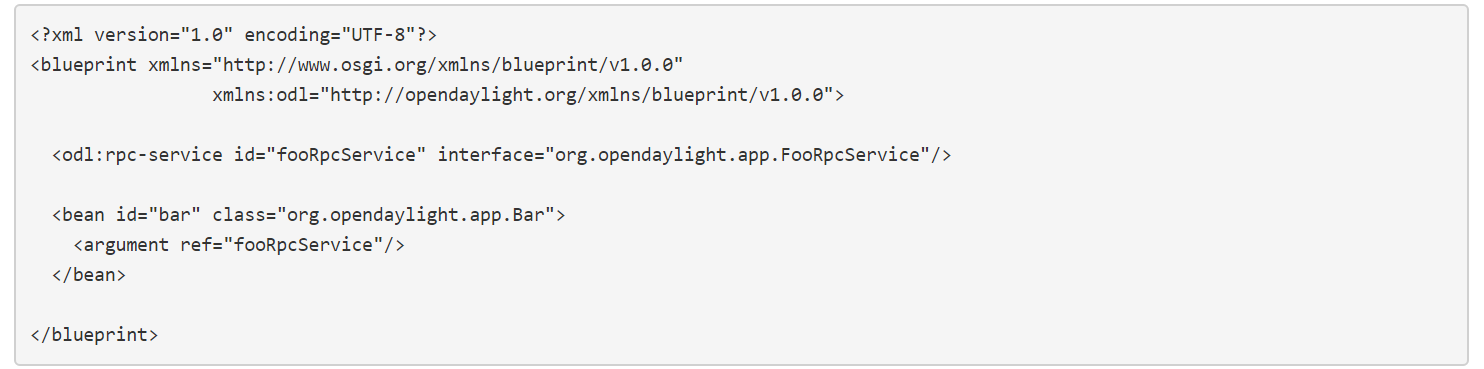 <?xml version="1.0" encoding="UTF-8"?>
<blueprint xmlns="http://www.osgi.org/xmlns/blueprint/v1.0.0"
                 xmlns:odl="http://opendaylight.org/xmlns/blueprint/v1.0.0">
  <odl:rpc-service id="fooRpcService" interface="org.opendaylight.app.FooRpcService"/>
  <bean id="bar" class="org.opendaylight.app.Bar">
    <argument ref="fooRpcService"/>
  </bean>
</blueprint>